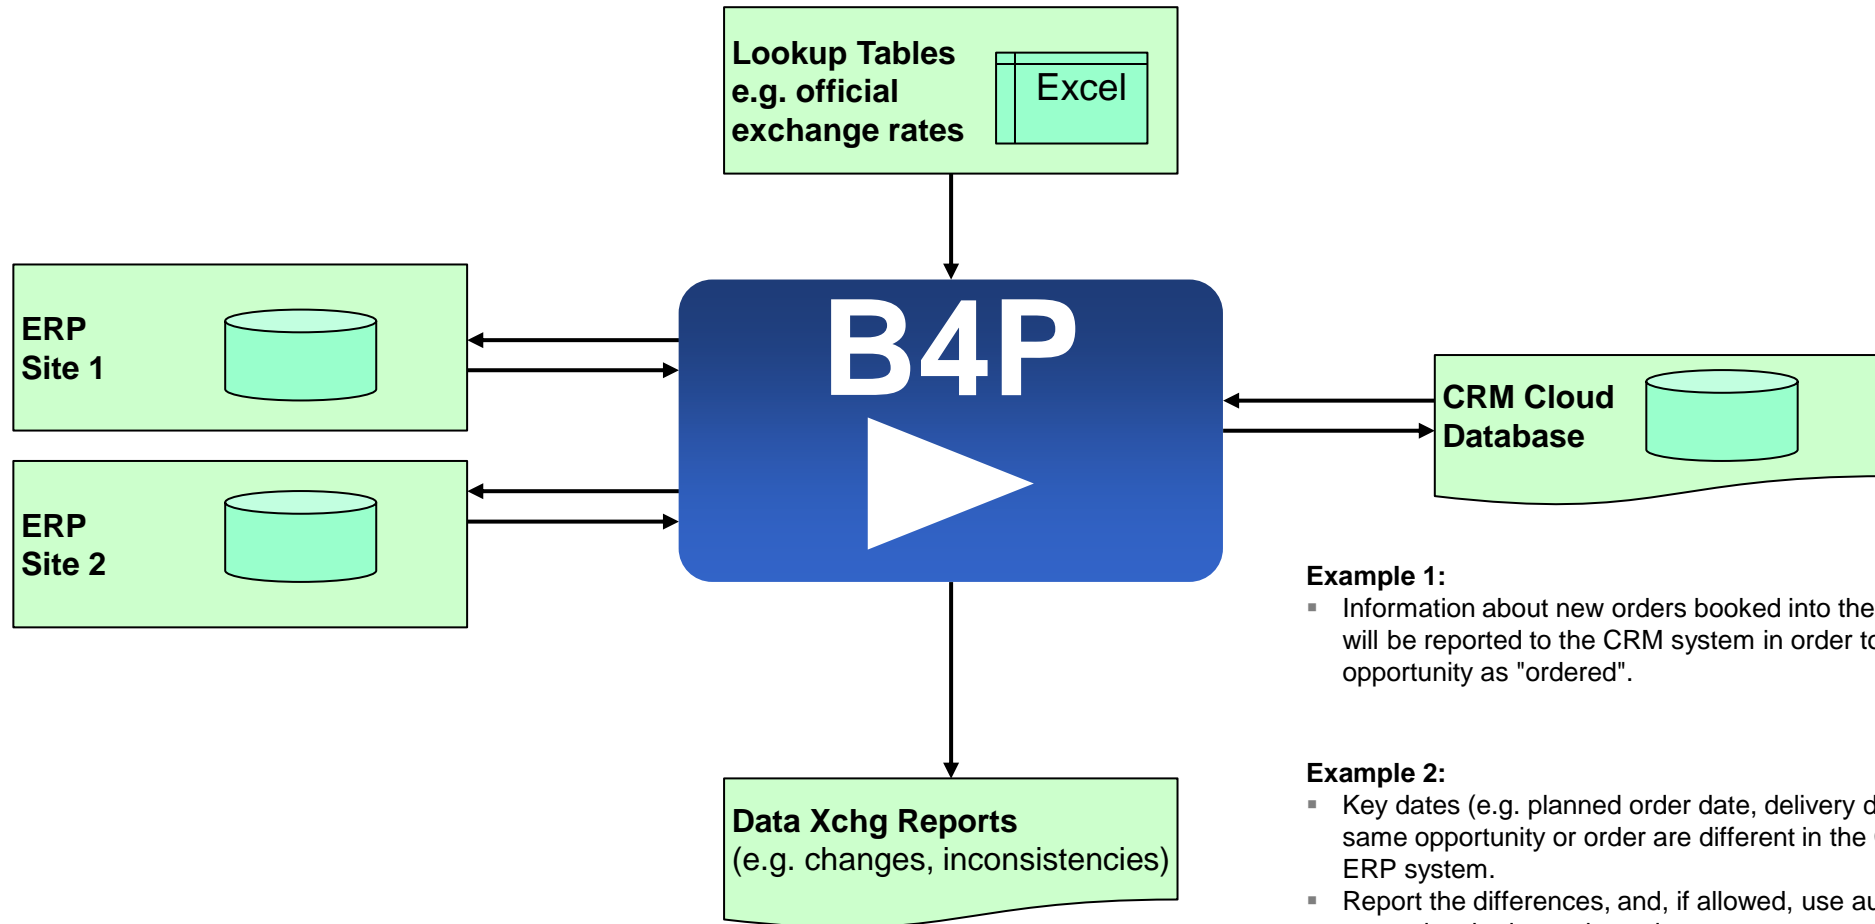 Lookup Tables
e.g. official
exchange rates
Excel
ERP
Site 1
B4P
CRM Cloud
Database
ERP
Site 2
Example 1:
▪ Information about new orders booked into the
will be reported to the CRM system in order to
opportunity as "ordered".
Example 2:
▪ Key dates (e.g. planned order date, delivery
same opportunity or order are different in the
ERP system.
▪ Report the differences, and, if allowed, use
Data Xchg Reports
(e.g. changes, inconsistencies)